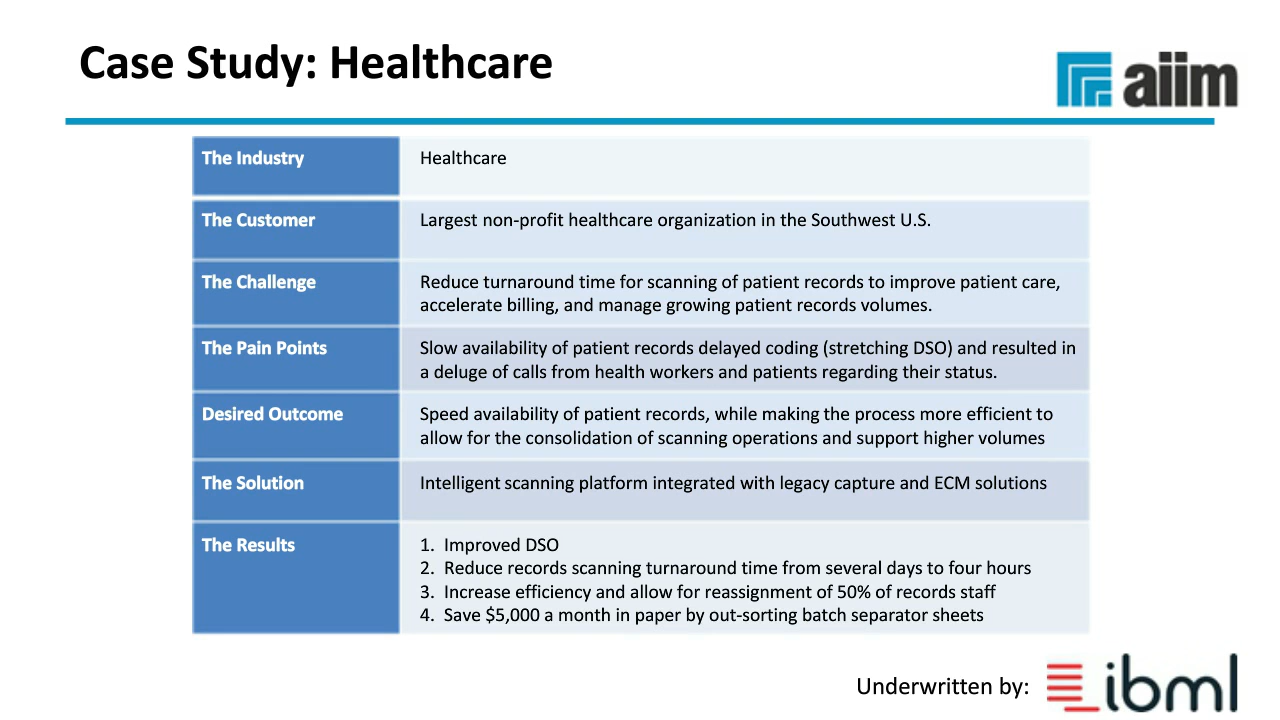 Case Study: Healthcare
aiim
The Industry
Healthcare
The Customer
Largest non-profit healthcare organization in the Southwest U.S.
The Challenge
Reduce turnaround time for scanning of patient records to improve patient care,
accelerate billing, and manage growing patient records volumes.
The Pain Points
Slow availability of patient records delayed coding (stretching DSO) and resulted in
a deluge of calls from health workers and patients regarding their status.
Desired Outcome
Speed availability of patient records, while making the process more efficient to
allow for the consolidation of scanning operations and support higher volumes
The Solution
Intelligent scanning platform integrated with legacy capture and ECM solutions
The Results
1. Improved DSO
2. Reduce records scanning turnaround time from several days to four hours
3. Increase efficiency and allow for reassignment of 50% of records staff
4. Save $5,000 a month in paper by out-sorting batch separator sheets
Underwritten by:
ibml